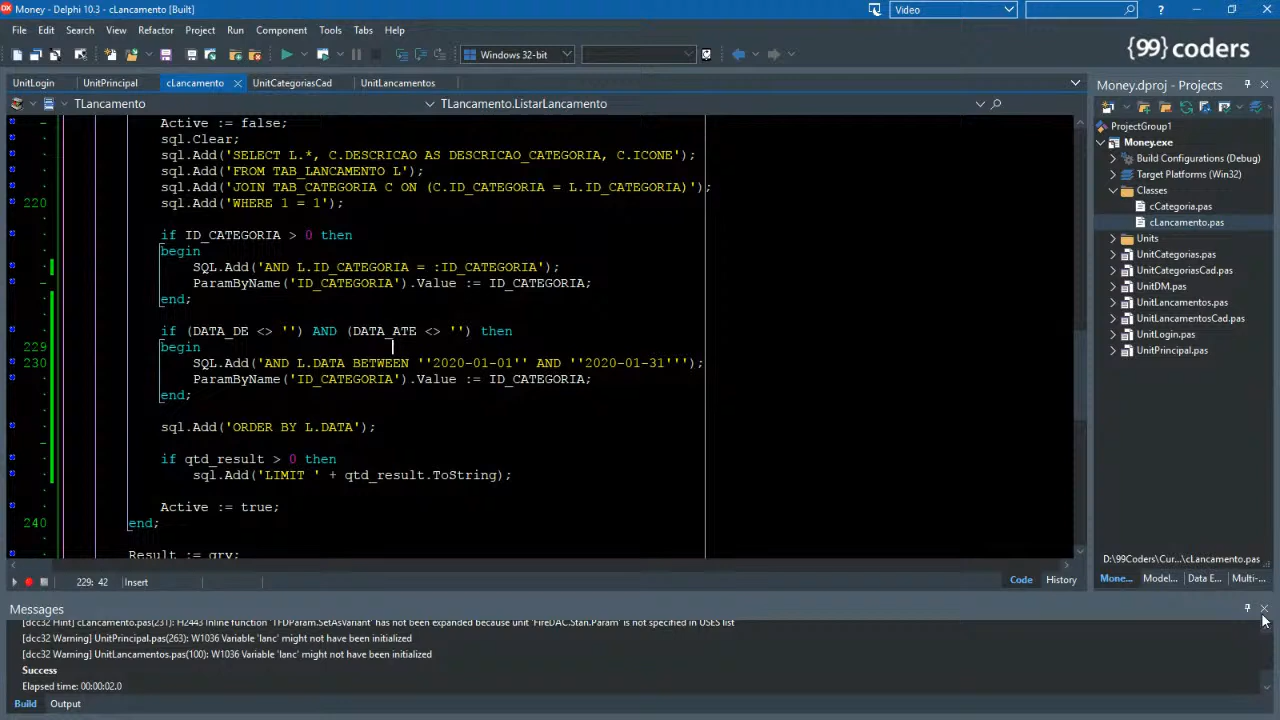 Money - Delphi 10.3 - cLancamento [Built]
Video
File Edit Search View Refactor Project Run Component Tools Tabs Help
Windows 32-bit
{99}coders
UnitLogin UnitPrincipal cLancamento UnitCategoriasCad UnitLancamentos
TLancamento TLancamento.ListarLancamento
Active := false;
sql.Clear;
sql.Add('SELECT L.*, C.DESCRICAO AS DESCRICAO_CATEGORIA, C.ICONE');
sql.Add('FROM TAB_LANCAMENTO L');
sql.Add('JOIN TAB_CATEGORIA C ON (C.ID_CATEGORIA = L.ID_CATEGORIA)');
220 sql.Add('WHERE 1 = 1');
if ID_CATEGORIA > 0 then
begin
SQL.Add('AND L.ID_CATEGORIA = :ID_CATEGORIA');
ParamByName('ID_CATEGORIA').Value := ID_CATEGORIA;
end;
if (DATA_DE <> '') AND (DATA_ATE <> '') then
229 begin
230 SQL.Add('AND L.DATA BETWEEN ''2020-01-01'' AND ''2020-01-31''');
ParamByName('ID_CATEGORIA').Value := ID_CATEGORIA;
end;
sql.Add('ORDER BY L.DATA');
if qtd_result > 0 then
sql.Add('LIMIT ' + qtd_result.ToString);
Active := true;
240 end;
Result := qry;
229: 42 Insert
Code History
Money.dproj - Projects
ProjectGroup1
Money.exe
Build Configurations (Debug)
Target Platforms (Win32)
Classes
cCategoria.pas
cLancamento.pas
Units
UnitCategorias.pas
UnitCategoriasCad.pas
UnitDM.pas
UnitLancamentos.pas
UnitLancamentosCad.pas
UnitLogin.pas
UnitPrincipal.pas
D:\99Coders\Cur...\cLancamento.pas
Mone... Model... Data E... Multi-...
Messages
[dcc32 Hint] cLancamento.pas(231): H2443 Inline function 'TFDParam.SetAsVariant' has not been expanded because unit 'FireDAC.Stan.Param' is not specified in USES list
[dcc32 Warning] UnitPrincipal.pas(263): W1036 Variable 'lanc' might not have been initialized
[dcc32 Warning] UnitLancamentos.pas(100): W1036 Variable 'lanc' might not have been initialized
Success
Elapsed time: 00:00:02.0
Build Output